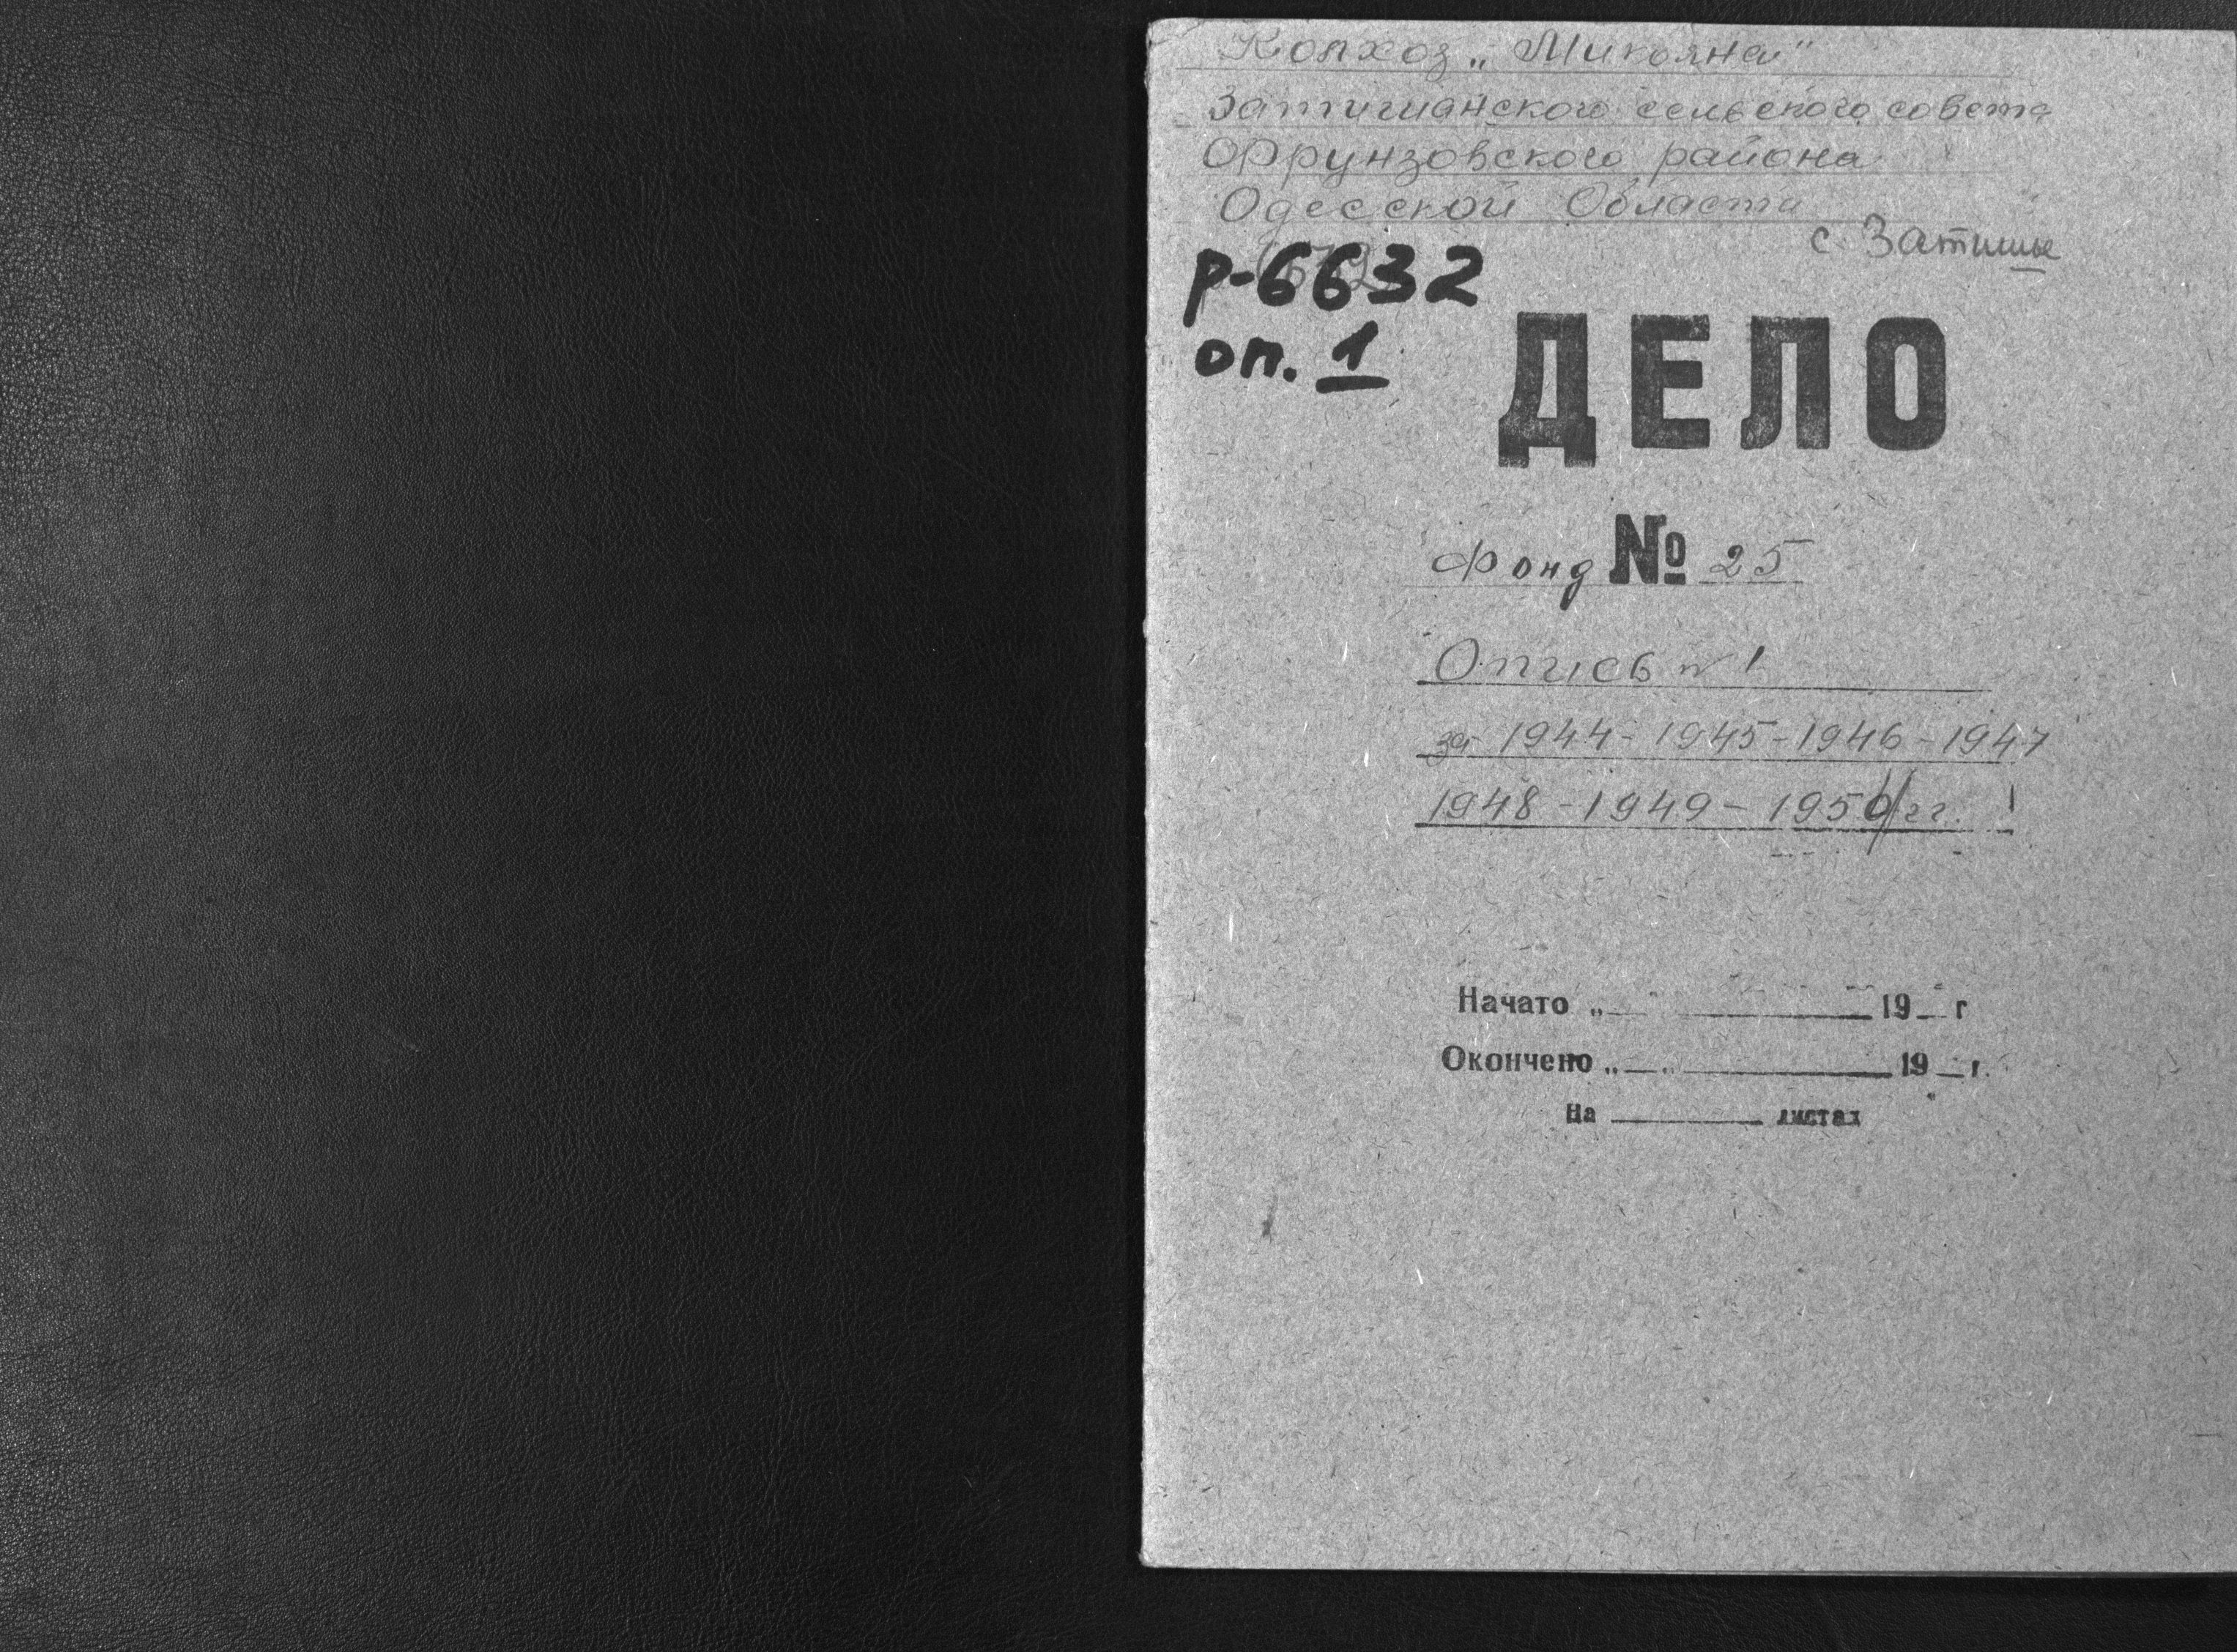 Колхоз „Микояна"
Затишанского сельского совета
Фрунзовского района
Одесской Области
с. Затишье
р-6632
оп. 1
ДЕЛО
Фонд № 25
Опись № 1
за 1944-1945-1946-1947
1948-1949-1950 гг.
Начато „ 19 г
Окончено „ " 19 г.
На листах